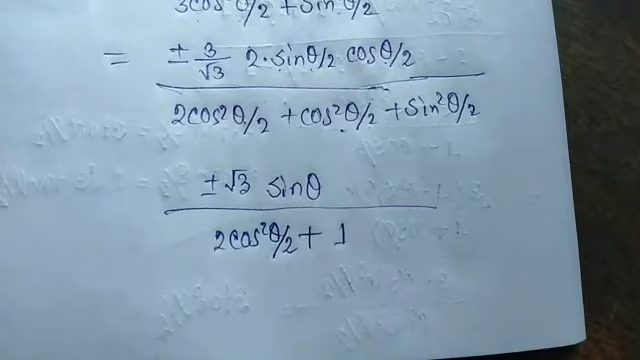 3cos²θ/2 + sin²θ/2
= ± 3/√3 2·sinθ/2 cosθ/2
2cos²θ/2 + cos²θ/2 + sin²θ/2
±√3 sinθ
2cos²θ/2 + 1